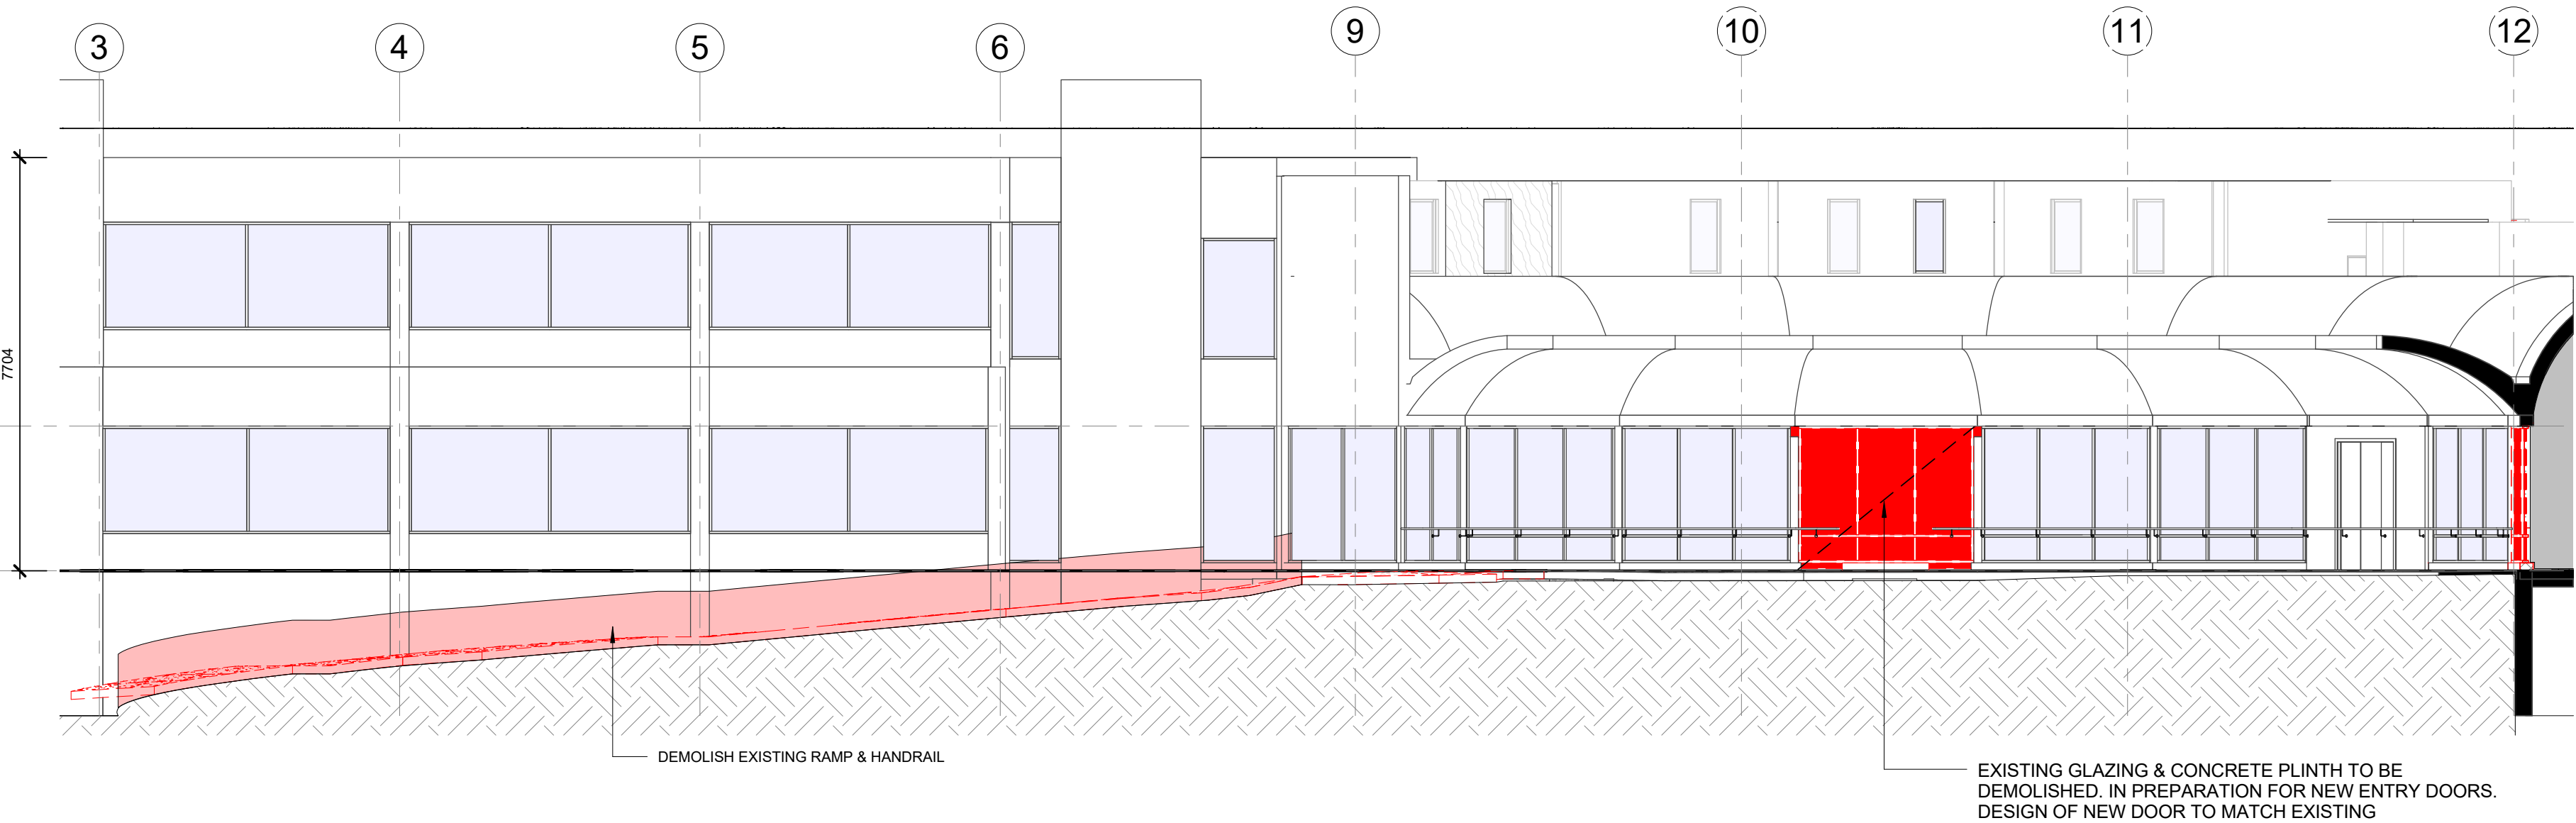 3
4
5
6
9
10
11
12
7704
DEMOLISH EXISTING RAMP & HANDRAIL
EXISTING GLAZING & CONCRETE PLINTH TO BE
DEMOLISHED. IN PREPARATION FOR NEW ENTRY DOORS.
DESIGN OF NEW DOOR TO MATCH EXISTING